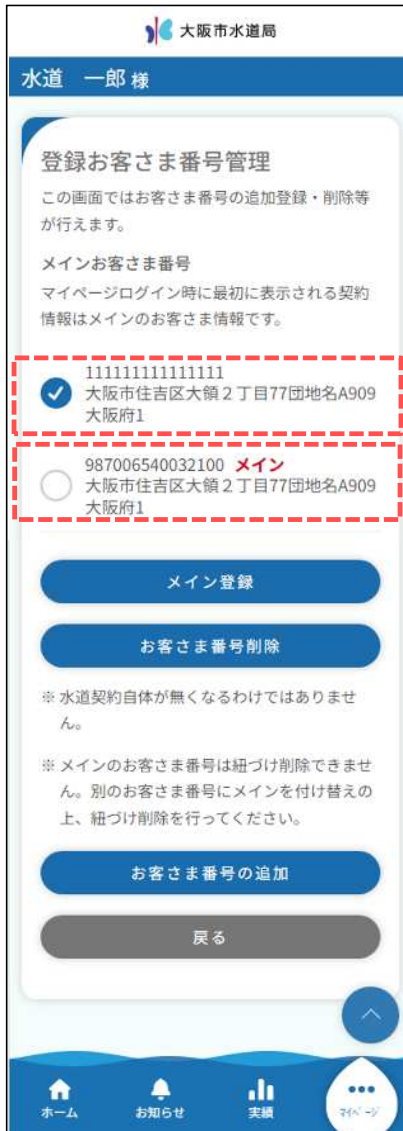 大阪市水道局
水道　一郎 様
登録お客さま番号管理
この画面ではお客さま番号の追加登録・削除等
が行えます。
メインお客さま番号
マイページログイン時に最初に表示される契約
情報はメインのお客さま情報です。
111111111111111
大阪市住吉区大領２丁目77団地名A909
大阪府1
987006540032100 メイン
大阪市住吉区大領２丁目77団地名A909
大阪府1
メイン登録
お客さま番号削除
※ 水道契約自体が無くなるわけではありませ
ん。
※ メインのお客さま番号は紐づけ削除できませ
ん。別のお客さま番号にメインを付け替えの
上、紐づけ削除を行ってください。
お客さま番号の追加
戻る
ホーム
お知らせ
実績
マイページ